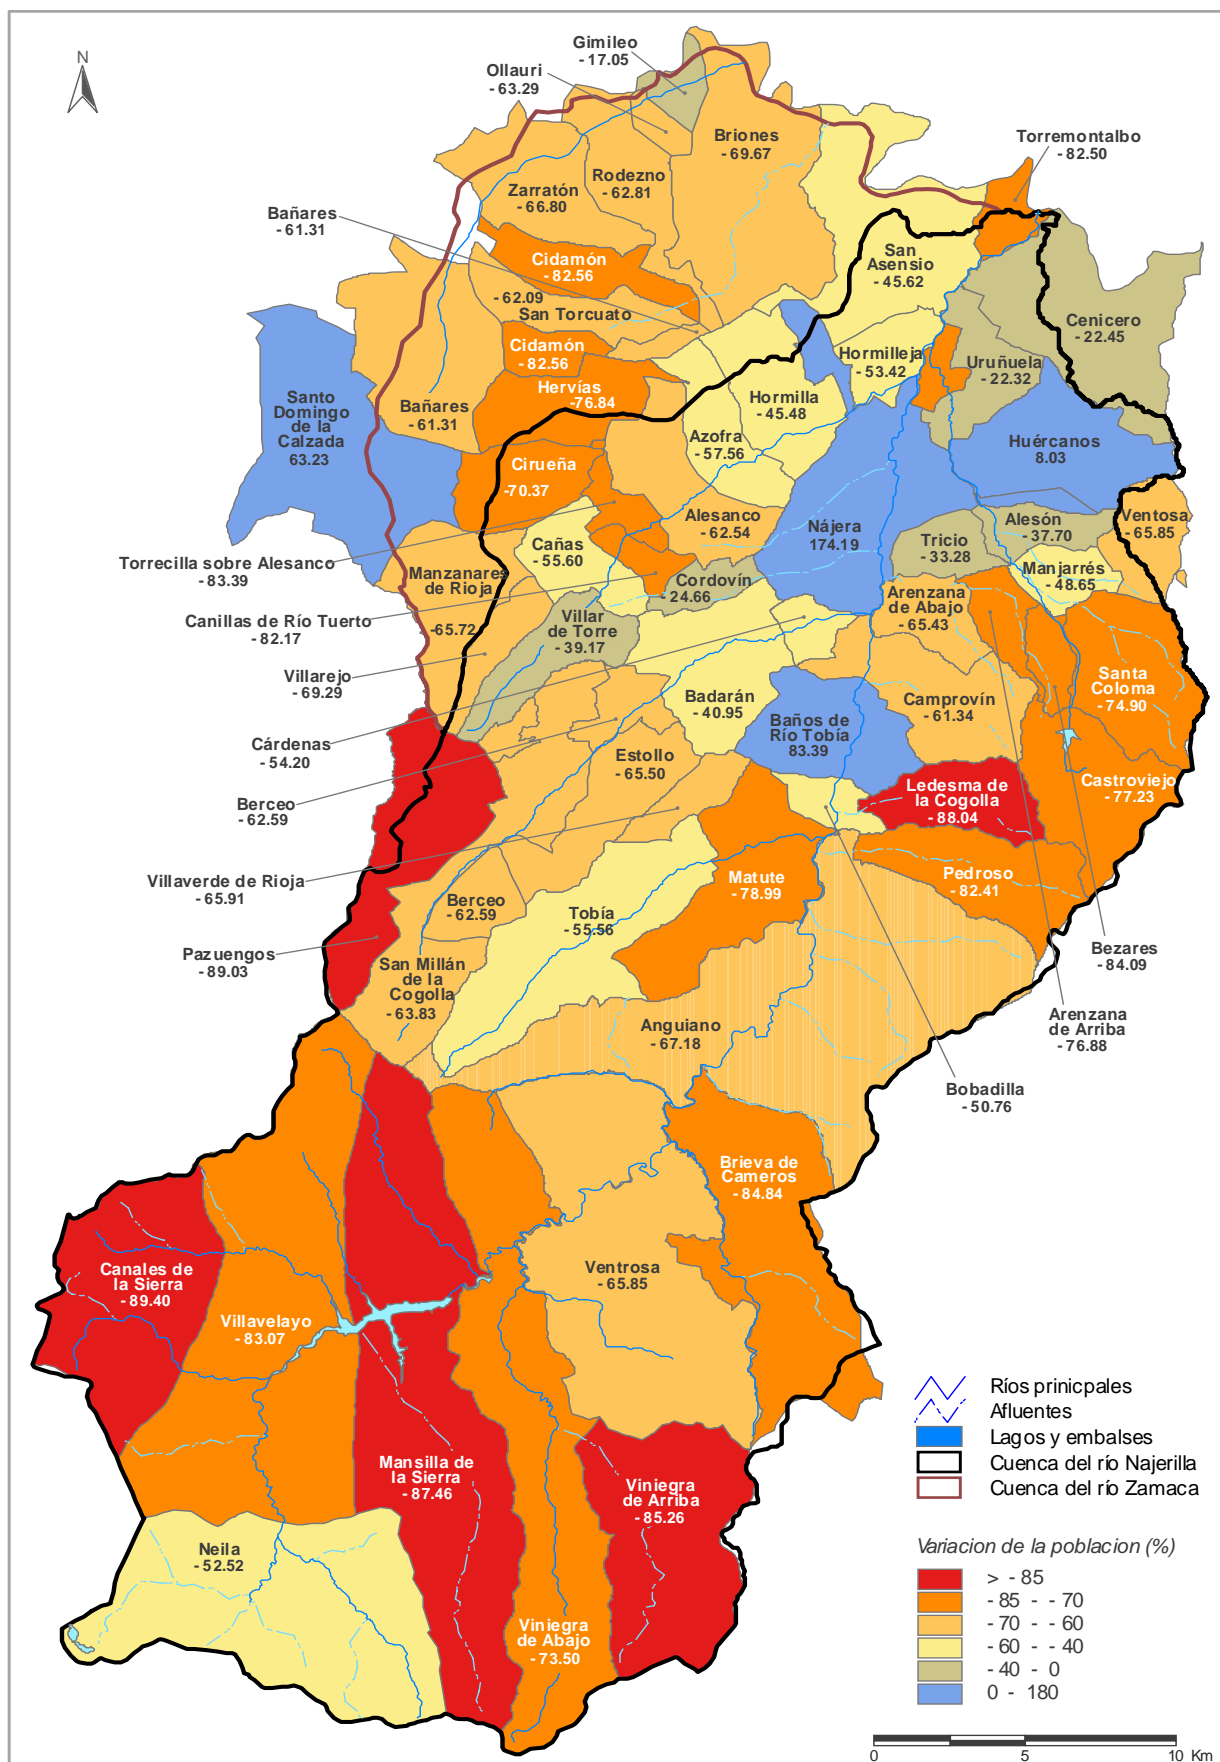 N
Gimileo
- 17.05
Ollauri
- 63.29
Briones
- 69.67
Torremontalbo
- 82.50
Rodezno
- 62.81
Zarratón
- 66.80
Bañares
- 61.31
San
Asensio
- 45.62
Cidamón
- 82.56
- 62.09
San Torcuato
Cenicero
- 22.45
Cidamón
- 82.56
Hormilleja
- 53.42
Uruñuela
- 22.32
Hervías
-76.84
Santo
Domingo
de la
Calzada
63.23
Bañares
- 61.31
Hormilla
- 45.48
Azofra
- 57.56
Huércanos
8.03
Cirueña
-70.37
Alesanco
- 62.54
Nájera
174.19
Alesón
- 37.70
Ventosa
- 65.85
Tricio
- 33.28
Cañas
- 55.60
Torrecilla sobre Alesanco
- 83.39
Manzanares
de Rioja
-65.72
Cordovín
- 24.66
Manjarrés
- 48.65
Arenzana
de Abajo
- 65.43
Canillas de Río Tuerto
- 82.17
Villar
de Torre
- 39.17
Villarejo
- 69.29
Santa
Coloma
- 74.90
Badarán
- 40.95
Camprovín
- 61.34
Baños de
Río Tobía
83.39
Cárdenas
- 54.20
Estollo
- 65.50
Castroviejo
- 77.23
Ledesma de
la Cogolla
- 88.04
Berceo
- 62.59
Villaverde de Rioja
- 65.91
Matute
- 78.99
Pedroso
- 82.41
Berceo
- 62.59
Tobía
- 55.56
Pazuengos
- 89.03
Bezares
- 84.09
San Millán
de la
Cogolla
- 63.83
Arenzana
de Arriba
- 76.88
Anguiano
- 67.18
Bobadilla
- 50.76
Brieva de
Cameros
- 84.84
Canales de
la Sierra
- 89.40
Ventrosa
- 65.85
Villavelayo
- 83.07
Mansilla de
la Sierra
- 87.46
Viniegra
de Arriba
- 85.26
Neila
- 52.52
Viniegra
de Abajo
- 73.50
Ríos prinicpales
Afluentes
Lagos y embalses
Cuenca del río Najerilla
Cuenca del río Zamaca
Variacion de la poblacion (%)
> - 85
- 85 - - 70
- 70 - - 60
- 60 - - 40
- 40 - 0
0 - 180
0 5 10 Km